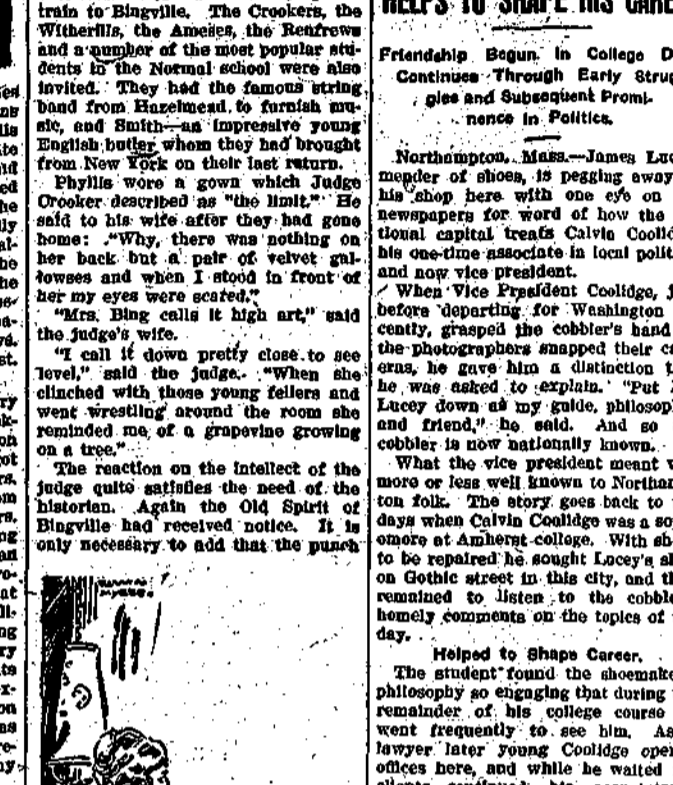 train to Bingville. The Crookers, the
Witherills, the Ameses, the Renfrews
and a number of the most popular stu-
dents in the Normal school were also
invited. They had the famous string
band from Hazelmead to furnish mu-
sic, and Smith—an impressive young
English butler whom they had brought
from New York on their last return.
Phyllis wore a gown which Judge
Crooker described as "the limit." He
said to his wife after they had gone
home: "Why, there was nothing on
her back but a pair of velvet gal-
lowses and when I stood in front of
her my eyes were scated."
"Mrs. Bing calls it high art," said
the judge's wife.
"I call it down pretty close to see
level," said the judge. "When she
clinched with those young fellers and
went wrestling around the room she
reminded me of a grapevine growing
on a tree."
The reaction on the intellect of the
judge quite satisfies the need of the
historian. Again the Old Spirit of
Bingville had received notice. It is
only necessary to add that the punch
HELPS TO SHAPE HIS
Friendship Begun In College
Continues Through Early
gles and Subsequent Promi-
nence in Politics.
Northampton, Mass.—James
mender of shoes, is pegging away
his shop here with one eye on
newspapers for word of how the
tional capital treats Calvin
his one-time associate in local
and now vice president.
When Vice President Coolidge,
before departing for Washington
cently, grasped the cobbler's hand
the photographers snapped their
eras, he gave him a distinction
he was asked to explain. "Put
Lucey down as my guide,
and friend," he said. And so
cobbler is now nationally known.
What the vice president meant
more or less well known to
ton folk. The story goes back to
days when Calvin Coolidge was a
omore at Amherst college. With
to be repaired he sought Lucey's
on Gothic street in this city, and
remained to listen to the
homely comments on the topics of
day.
Helped to Shape Career.
The student found the
philosophy so engaging that during
remainder of his college course
went frequently to see him. As
lawyer later young Coolidge
offices here, and while he waited